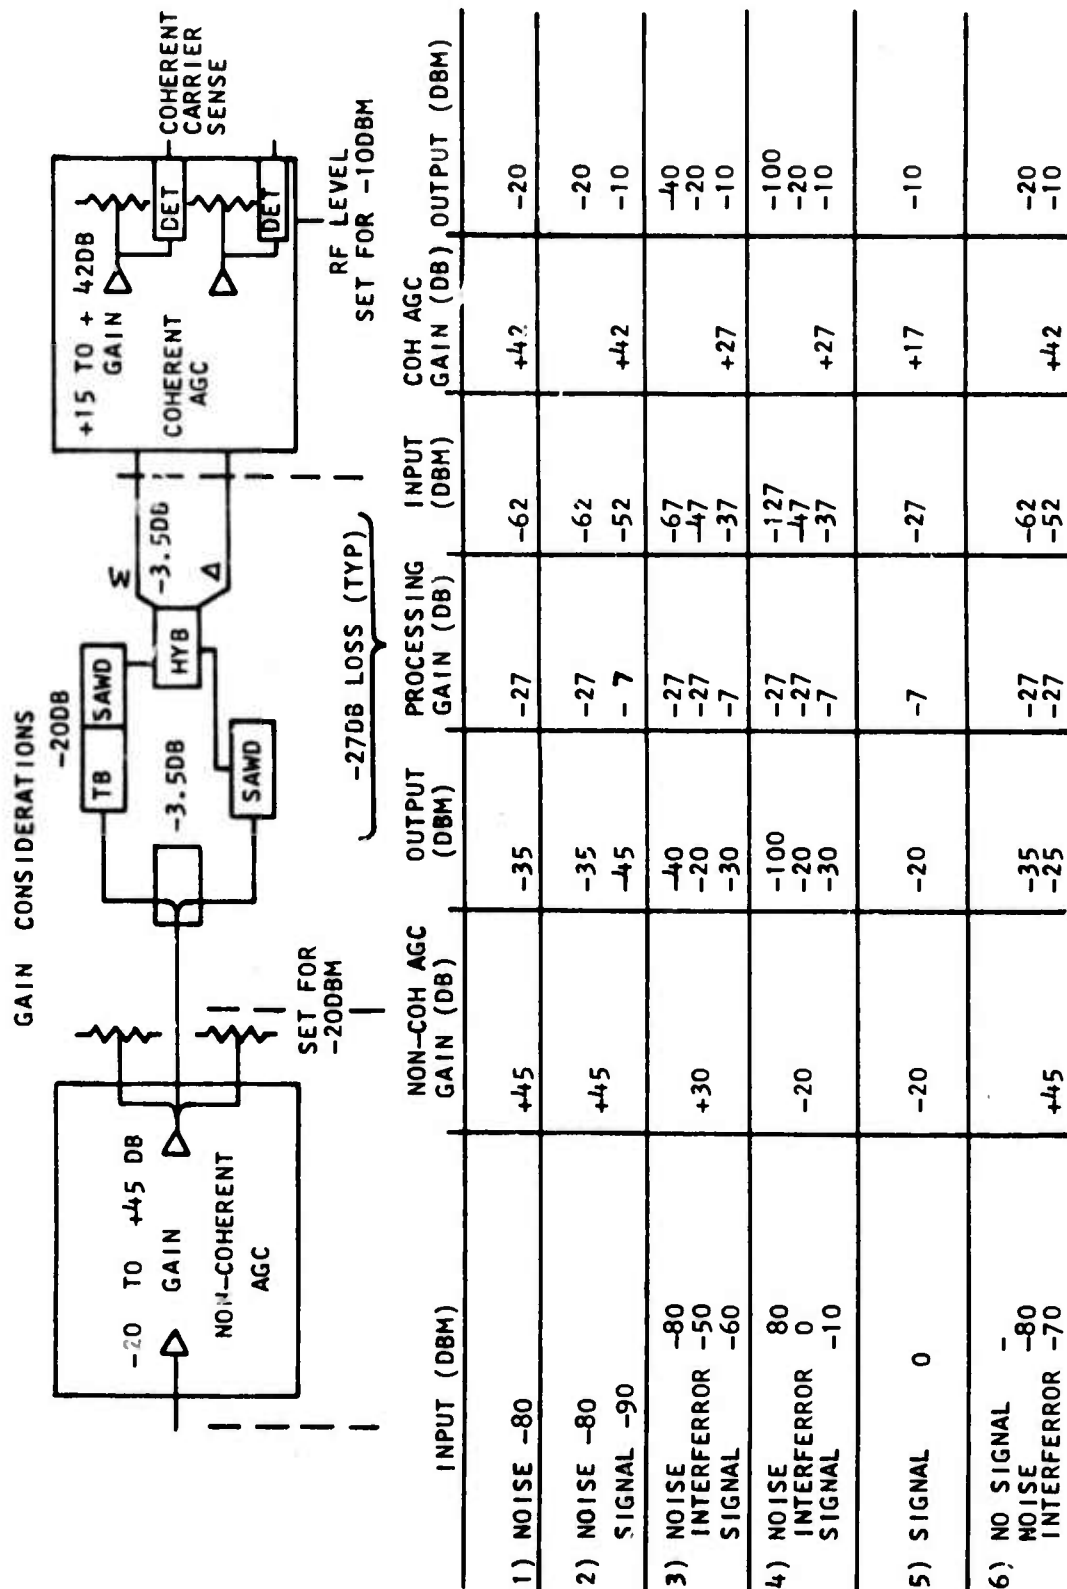 GAIN CONSIDERATIONS
-20 TO +45 DB
GAIN
NON-COHERENT
AGC
SET FOR
-20DBM
-20DB
TB SAWD
-3.5DB
SAWD
HYB
Σ
-3.5DB
Δ
-27DB LOSS (TYP)
+15 TO + 42DB
GAIN
COHERENT
AGC
DET
DET
COHERENT
CARRIER
SENSE
RF LEVEL
SET FOR -10DBM
INPUT (DBM) NON-COH AGC GAIN (DB) OUTPUT (DBM) PROCESSING GAIN (DB) INPUT (DBM) COH AGC GAIN (DB) OUTPUT (DBM)
1) NOISE -80 +45 -35 -27 -62 +42 -20
2) NOISE -80 +45 -35 -27 -62 -20
SIGNAL -90 -45 -7 -52 +42 -10
3) NOISE -80 -40 -27 -67 -40
INTERFERROR -50 +30 -20 -27 -47 -20
SIGNAL -60 -30 -7 -37 +27 -10
4) NOISE 80 -100 -27 -127 -100
INTERFERROR 0 -20 -20 -27 -47 -20
SIGNAL -10 -30 -7 -37 +27 -10
5) SIGNAL 0 -20 -20 -7 -27 +17 -10
6) NO SIGNAL -
NOISE -80 -35 -27 -62 -20
INTERFERROR -70 +45 -25 -27 -52 +42 -10